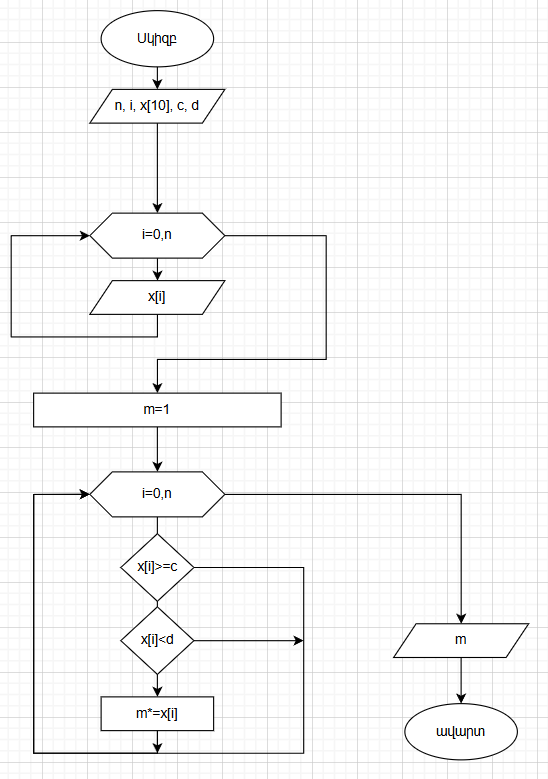 Սկիզբ
n, i, x[10], c, d
i=0,n
x[i]
m=1
i=0,n
x[i]>=c
x[i]<d
m*=x[i]
m
ավարտ